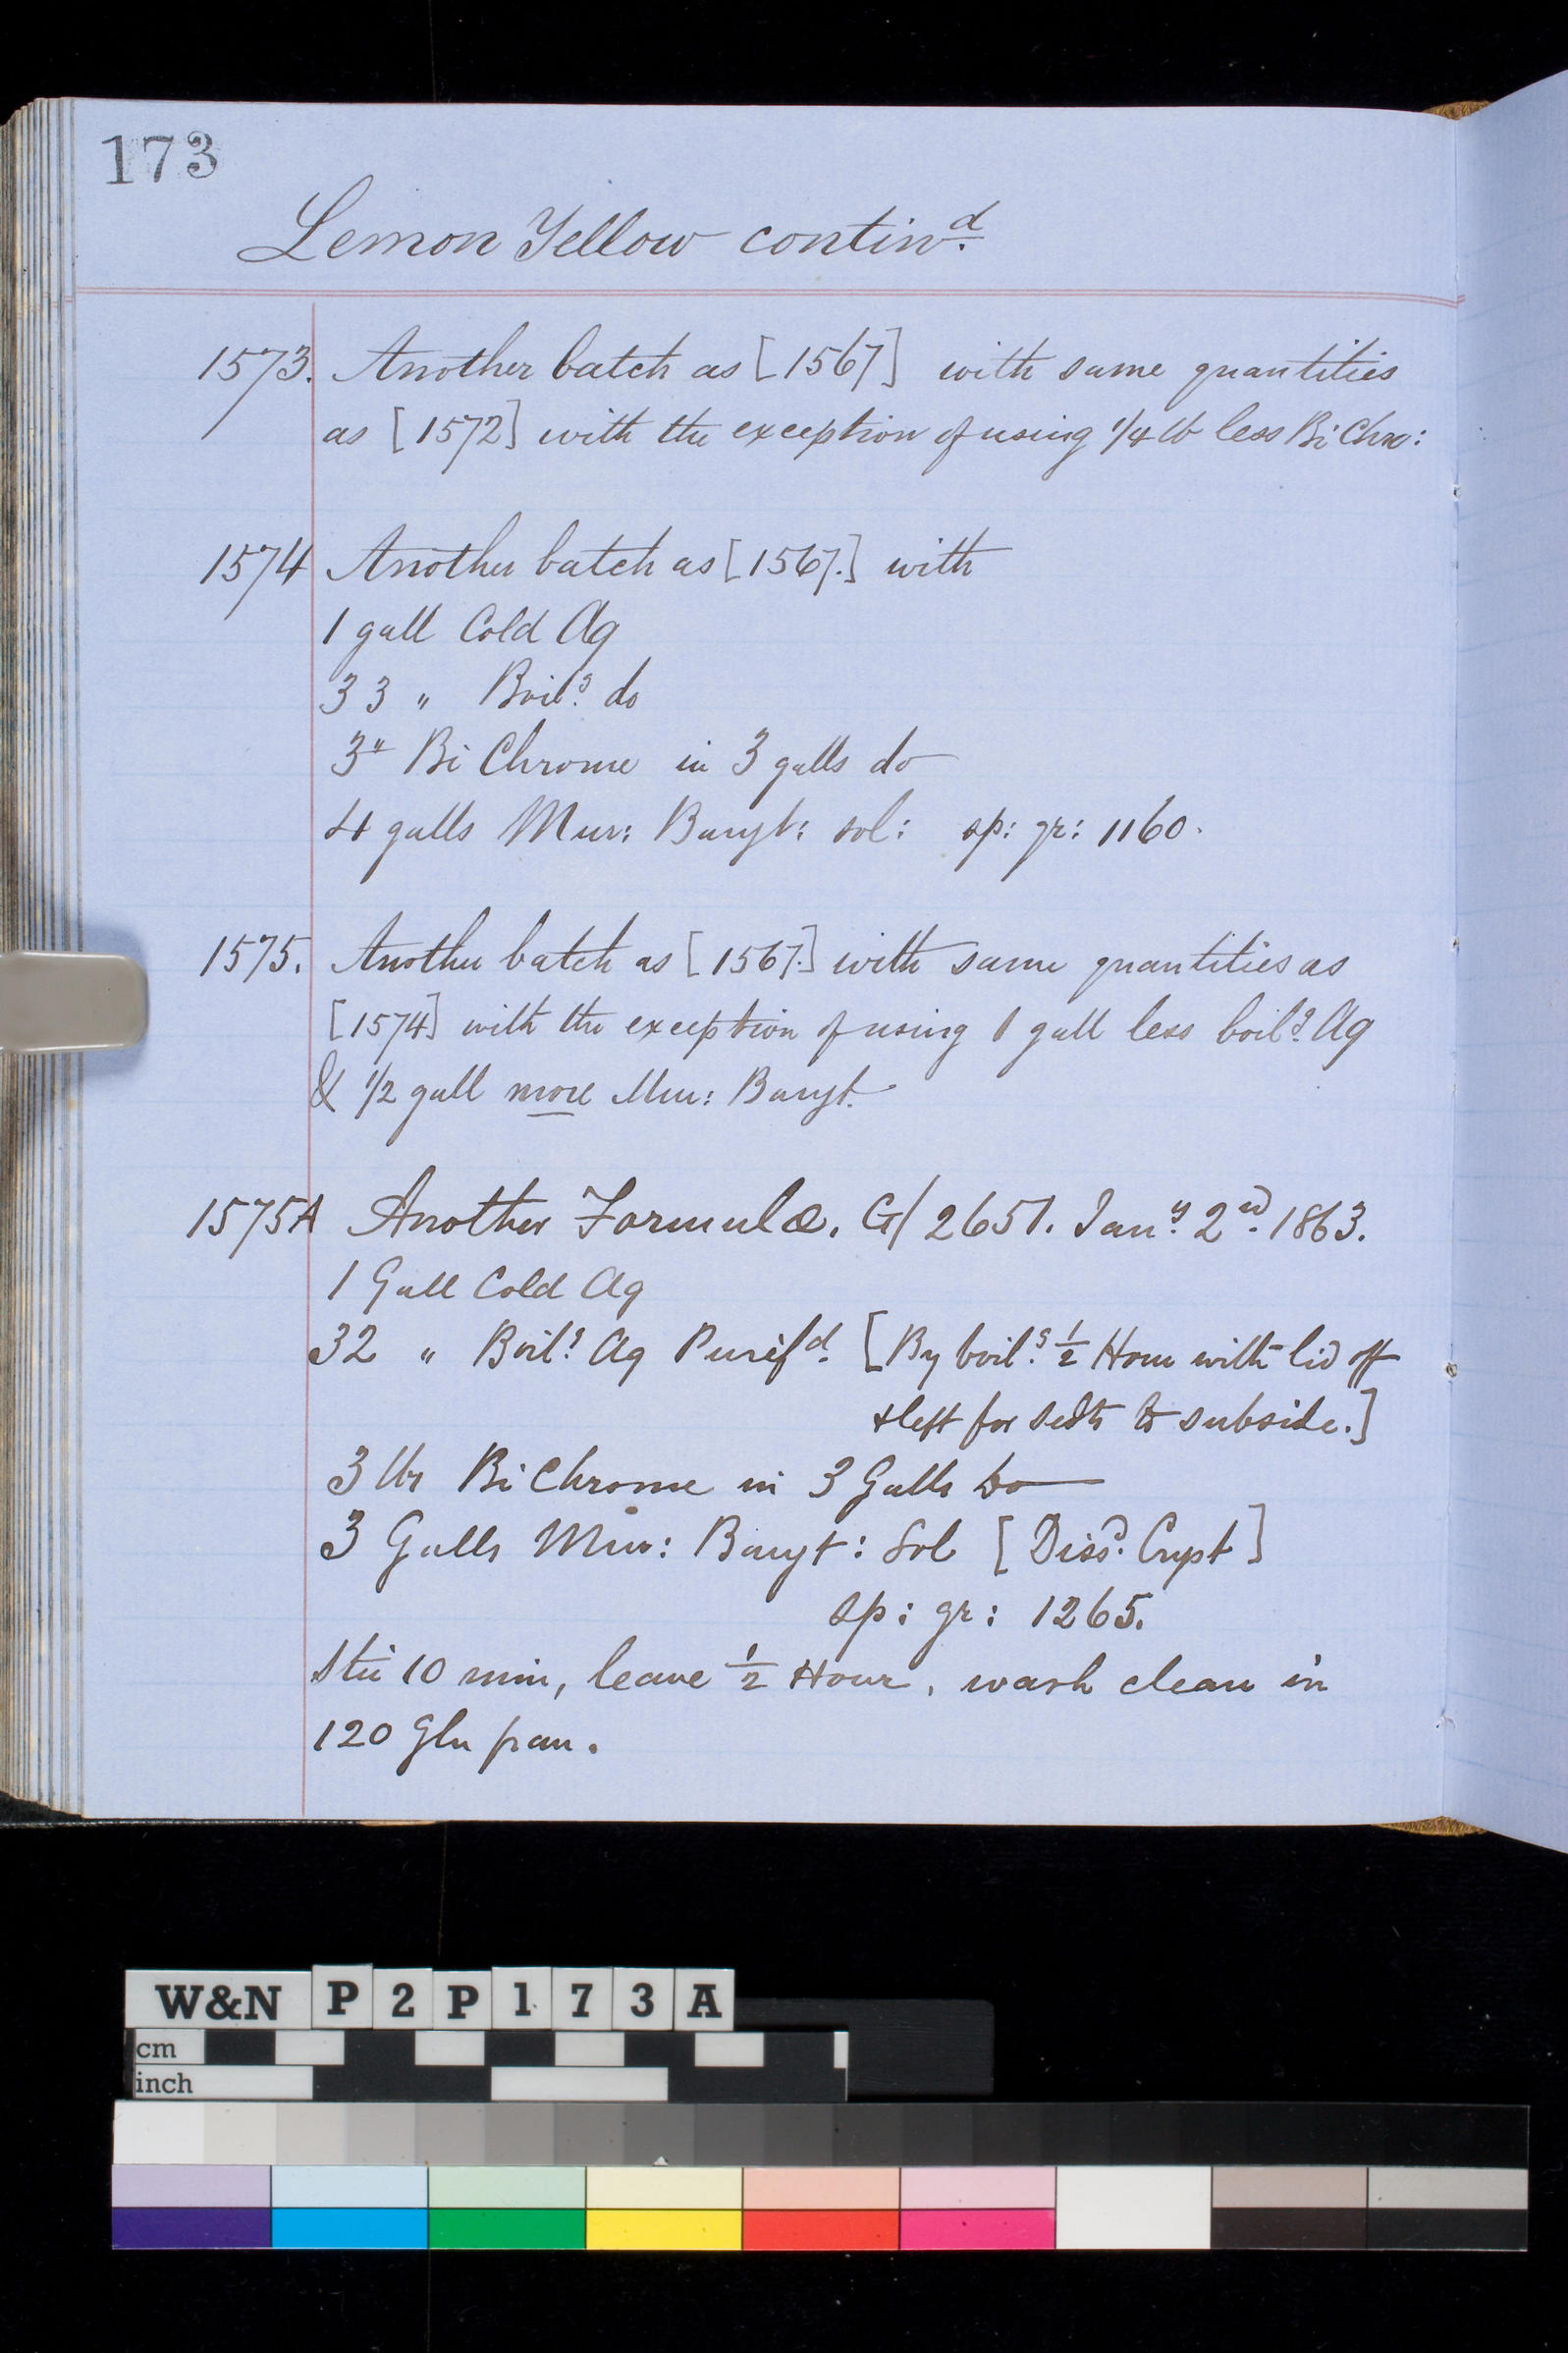 173
Lemon Yellow contin.d
1573. Another batch as [1567] with same quantities
as [1572] with the exception of using 1/4 lb less Bi Chro:
1574 Another batch as [1567.] with
1 gall Cold Aq
33 " Boil.g do
3 lb Bi Chrome in 3 galls do
4 galls Mur: Baryt: sol: sp: gr: 1160.
1575. Another batch as [1567.] with same quantities as
[1574] with the exception of using 1 gall less boil.g Aq
& 1/2 gall more Mur: Baryt.
1575A Another Formulæ. G/2651. Jan.y 2.nd 1863.
1 Gall Cold Aq
32 " Boil.g Aq Purif.d [By boil.g 1/2 Hour with lid off
& left for sedt to subside.]
3 lbs Bi Chrome in 3 Galls Do
3 Galls Mur: Baryt: Sol [Diss.d Cryst]
sp: gr: 1265.
Stir 10 min, leave 1/2 Hour, wash clean in
120 Gln pan.
W&N P2P173A
cm
inch